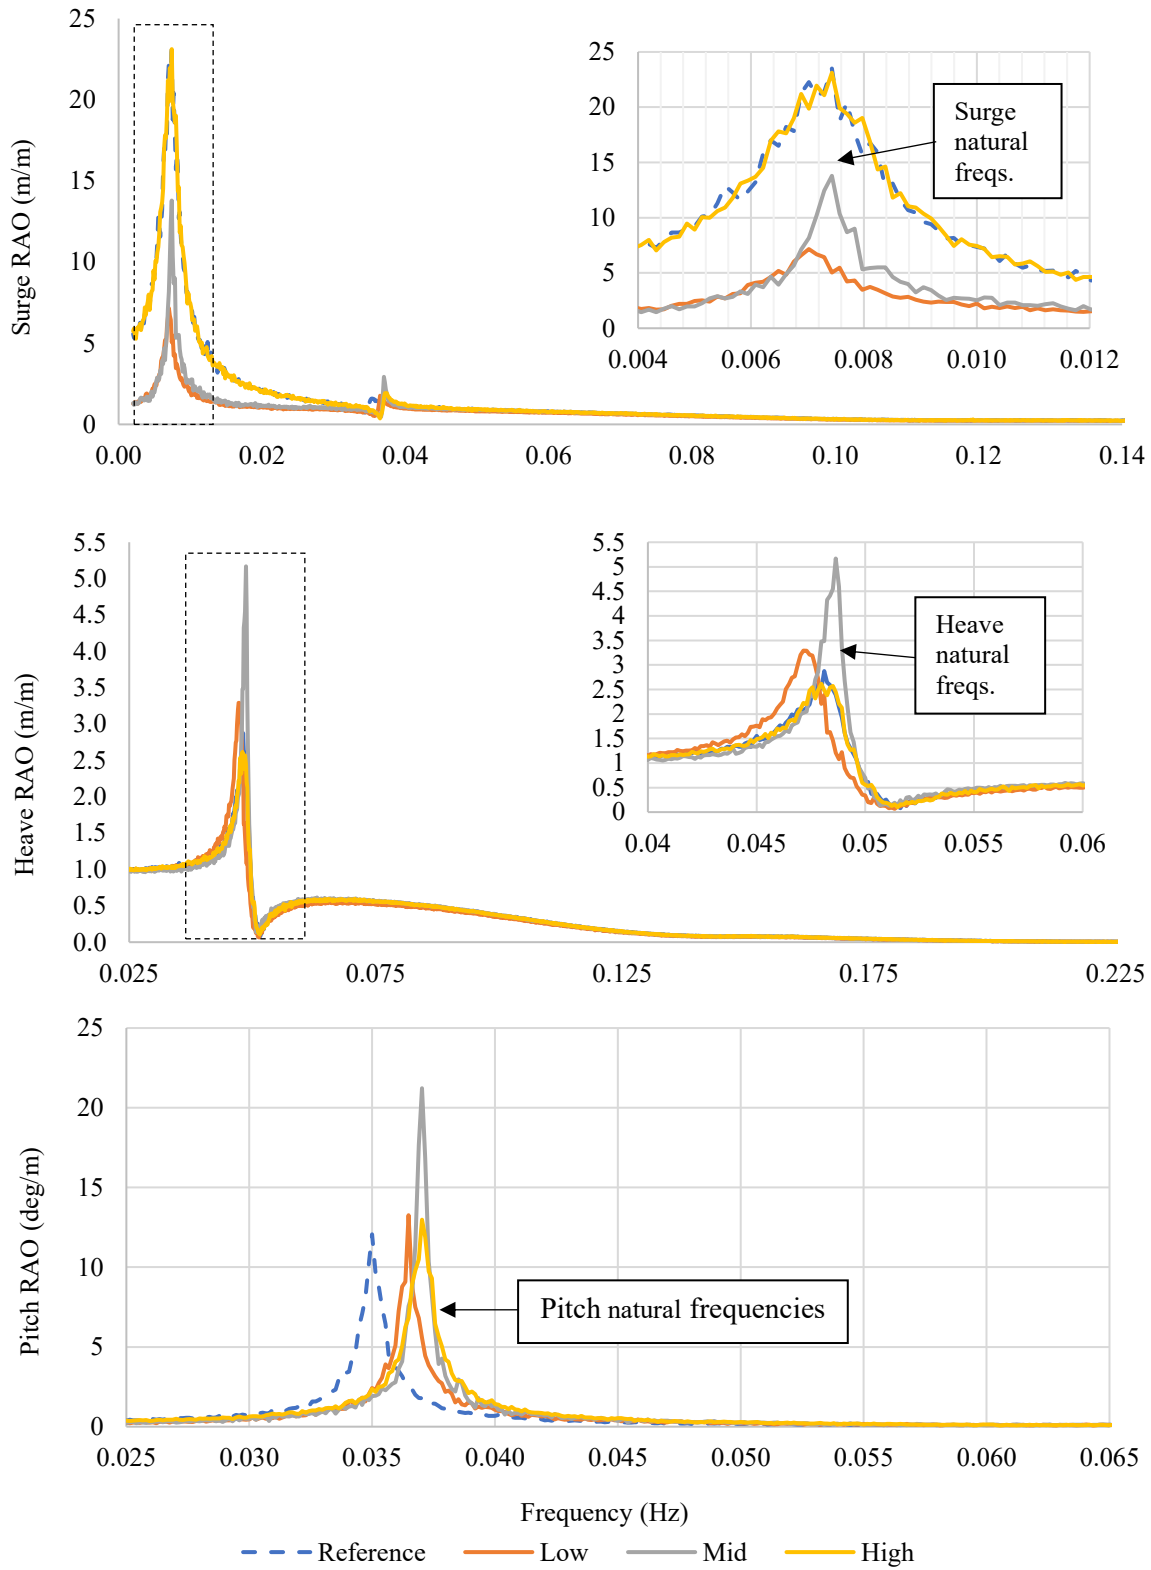 Surge RAO (m/m)
25
20
15
10
5
0
0.00 0.02 0.04 0.06 0.08 0.10 0.12 0.14
25
20
15
10
5
0
0.004 0.006 0.008 0.010 0.012
Surge
natural
freqs.
Heave RAO (m/m)
5.5
5.0
4.5
4.0
3.5
3.0
2.5
2.0
1.5
1.0
0.5
0.0
0.025 0.075 0.125 0.175 0.225
5.5
5
4.5
4
3.5
3
2.5
2
1.5
1
0.5
0
0.04 0.045 0.05 0.055 0.06
Heave
natural
freqs.
Pitch RAO (deg/m)
25
20
15
10
5
0
0.025 0.030 0.035 0.040 0.045 0.050 0.055 0.060 0.065
Pitch natural frequencies
Frequency (Hz)
Reference Low Mid High